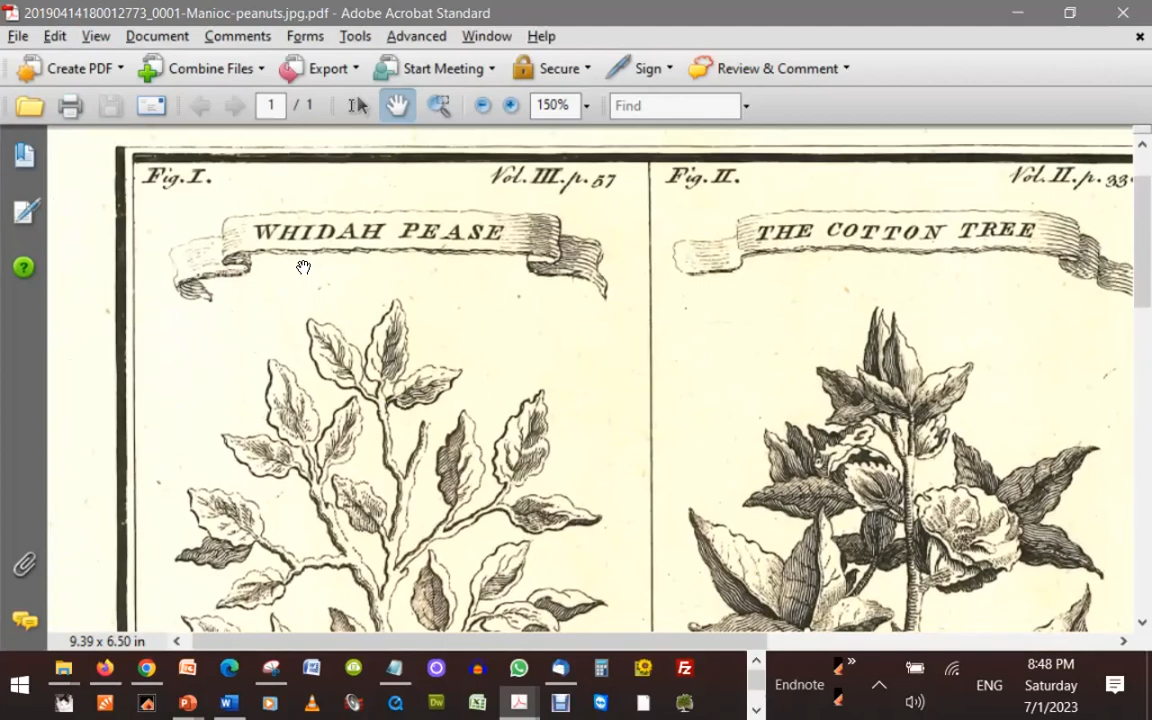 20190414180012773_0001-Manioc-peanuts.jpg.pdf - Adobe Acrobat Standard
File Edit View Document Comments Forms Tools Advanced Window Help
Create PDF Combine Files Export Start Meeting Secure Sign Review & Comment
1 / 1 150% Find
Fig. I. Vol. III. p. 57 Fig. II. Vol. II. p. 33
WHIDAH PEASE THE COTTON TREE
9.39 x 6.50 in
Endnote ENG 8:48 PM
Saturday
7/1/2023